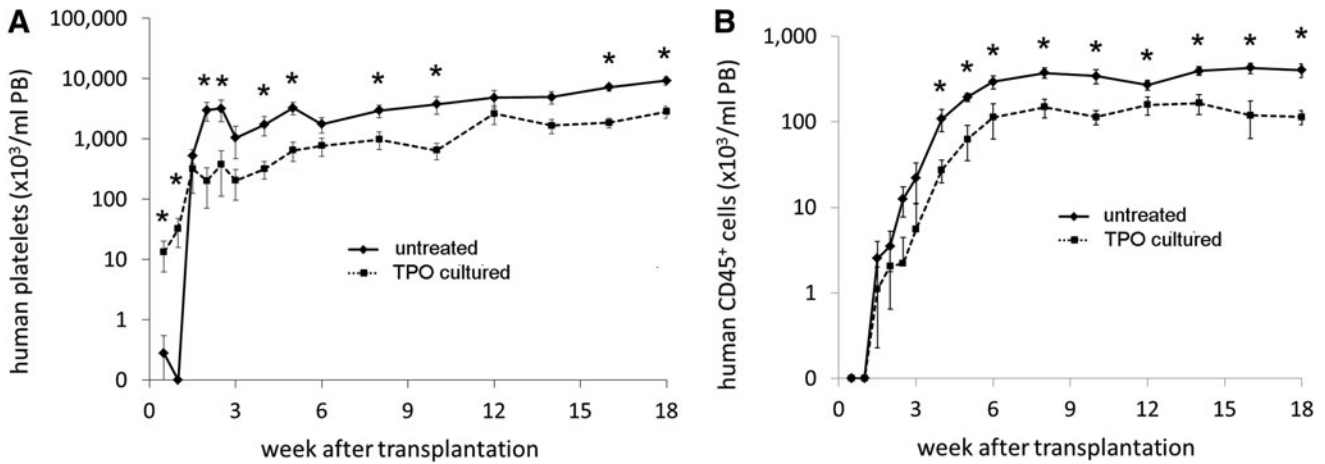 A
human platelets (x10³/ml PB)
100,000
10,000
1,000
100
10
1
0
* * * * * * * * * *
untreated
TPO cultured
0 3 6 9 12 15 18
week after transplantation
B
human CD45⁺ cells (x10³/ml PB)
1,000
100
10
1
0
* * * * * * * * *
untreated
TPO cultured
0 3 6 9 12 15 18
week after transplantation